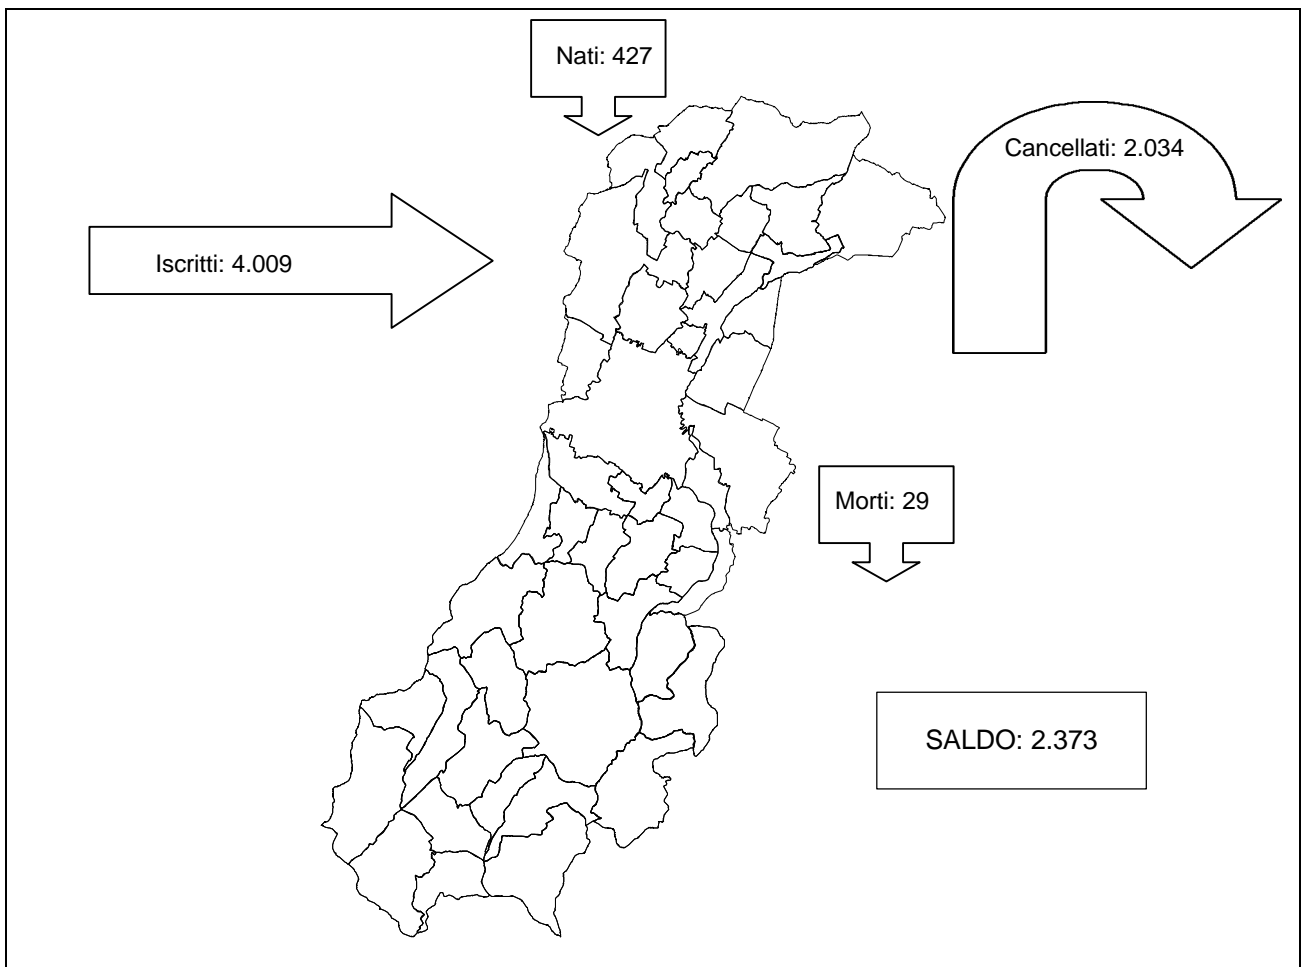 Nati: 427
Cancellati: 2.034
Iscritti: 4.009
Morti: 29
SALDO: 2.373